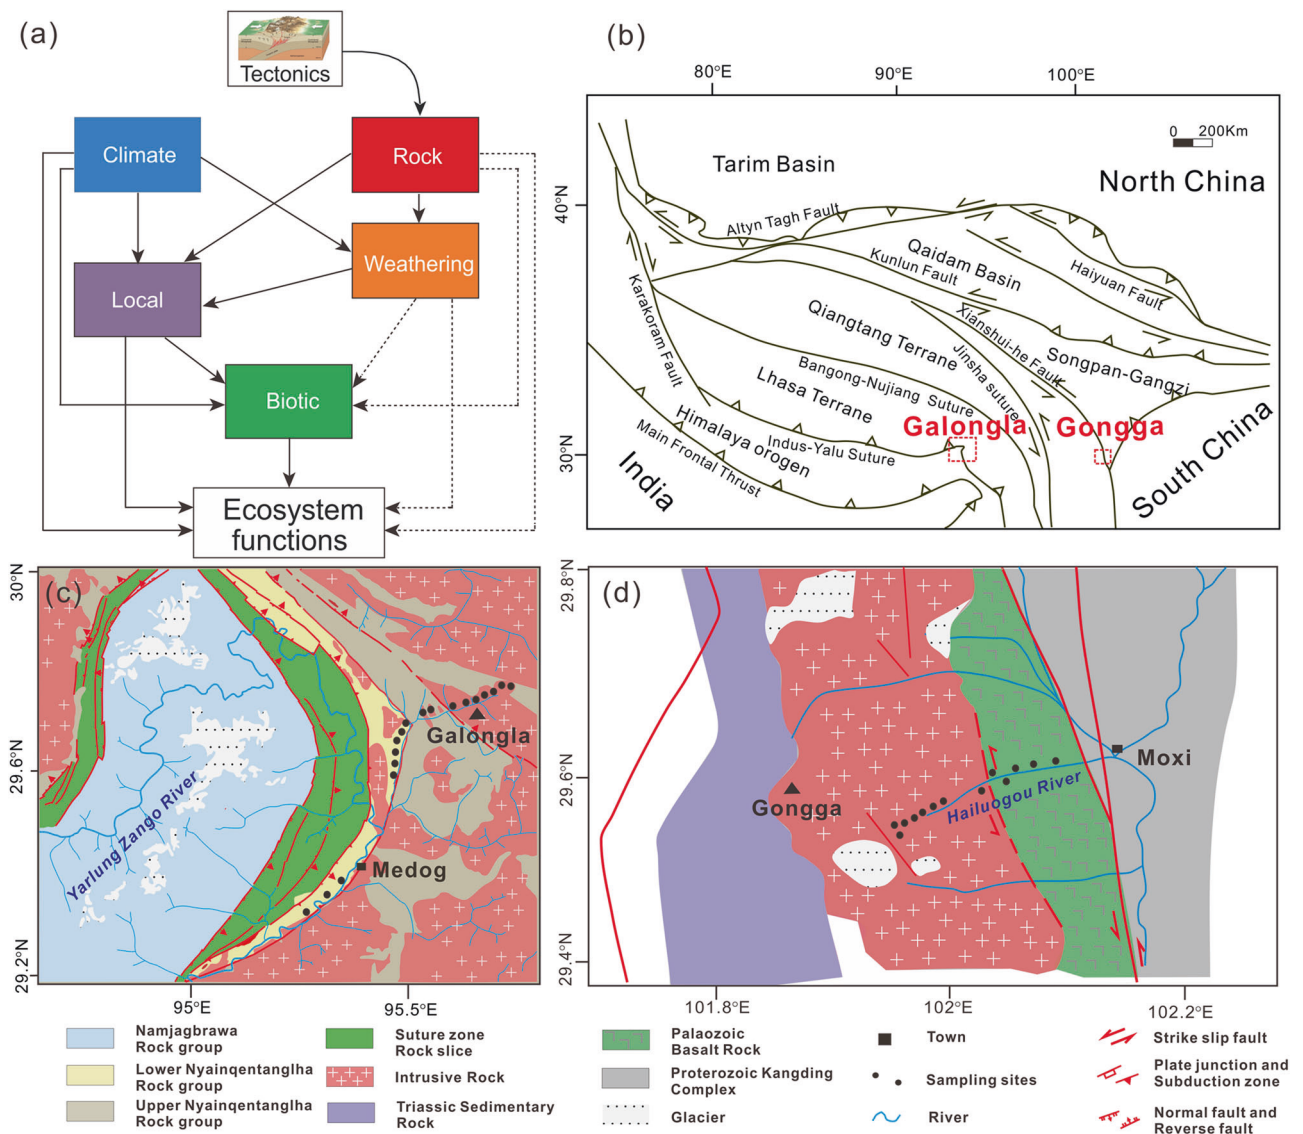 (a)
Tectonics
Climate
Rock
Weathering
Local
Biotic
Ecosystem
functions
(b)
80°E
90°E
100°E
0 200Km
40°N
30°N
Tarim Basin
North China
Altyn Tagh Fault
Qaidam Basin
Kunlun Fault
Haiyuan Fault
Karakoram Fault
Qiangtang Terrane
Xianshui-he Fault
Jinsha suture
Songpan-Gangzi
Bangong-Nujiang Suture
Lhasa Terrane
Galongla
Gongga
Himalaya orogen
Indus-Yalu Suture
Main Frontal Thrust
India
South China
(c)
30°N
29.6°N
29.2°N
95°E
95.5°E
Galongla
Yarlung Zango River
Medog
(d)
29.8°N
29.6°N
29.4°N
101.8°E
102°E
102.2°E
Moxi
Gongga
Hailuogou River
Namjagbrawa
Rock group
Lower Nyainqentanglha
Rock group
Upper Nyainqentanglha
Rock group
Suture zone
Rock slice
Intrusive Rock
Triassic Sedimentary
Rock
Palaozoic
Basalt Rock
Proterozoic Kangding
Complex
Glacier
Town
Sampling sites
River
Strike slip fault
Plate junction and
Subduction zone
Normal fault and
Reverse fault